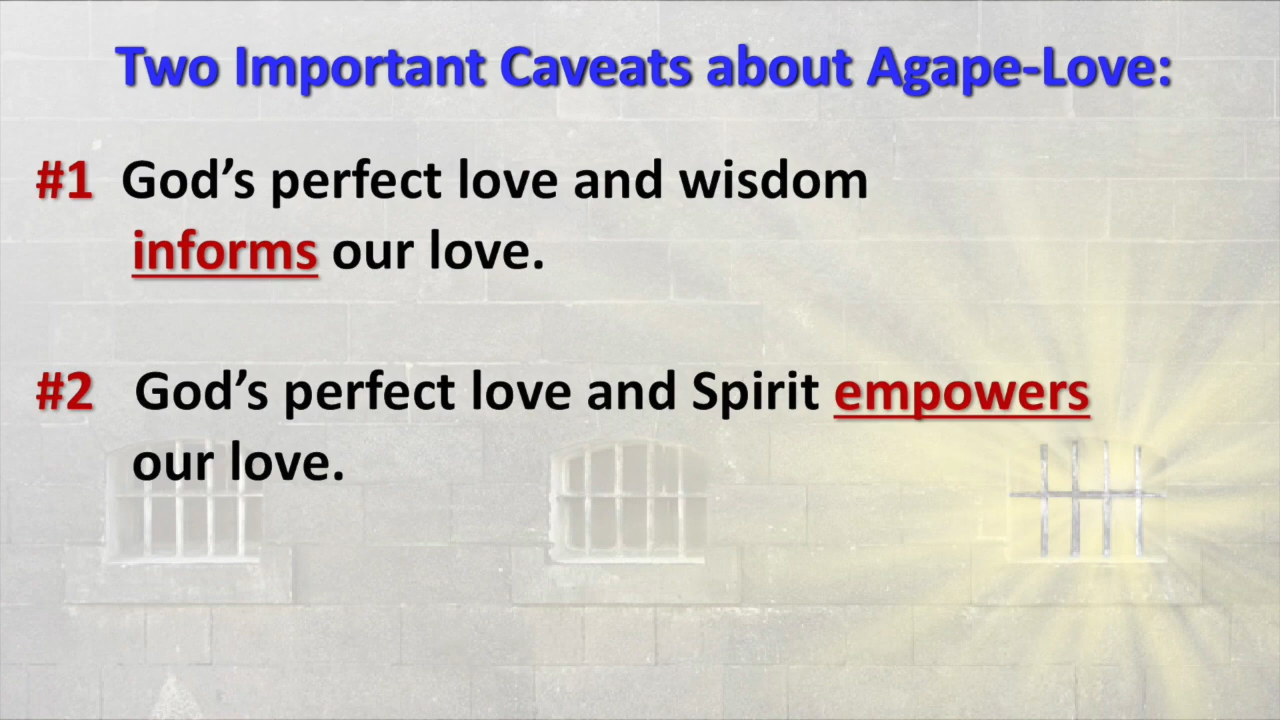 Two Important Caveats about Agape-Love:
#1 God’s perfect love and wisdom
informs our love.
#2 God’s perfect love and Spirit empowers
our love.